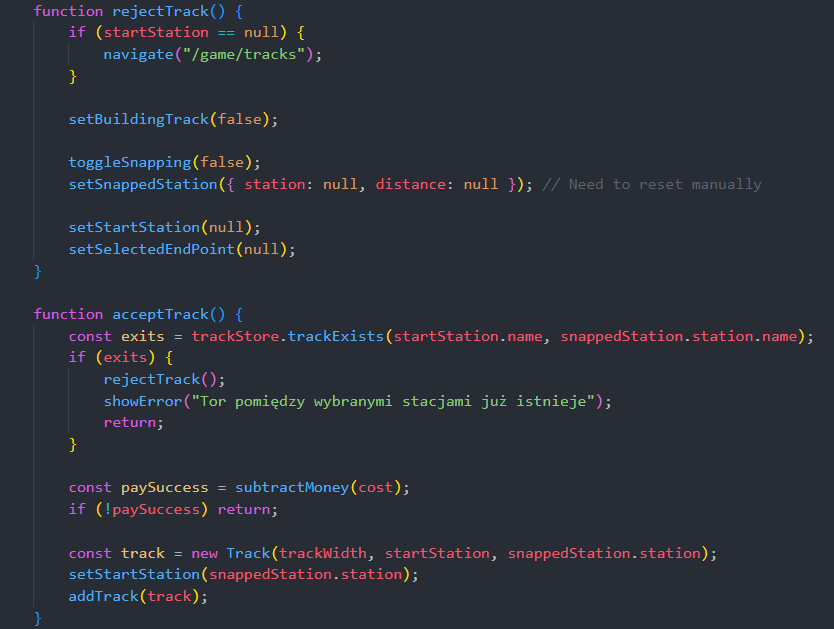 function rejectTrack() {
    if (startStation == null) {
        navigate("/game/tracks");
    }

    setBuildingTrack(false);

    toggleSnapping(false);
    setSnappedStation({ station: null, distance: null }); // Need to reset manually

    setStartStation(null);
    setSelectedEndPoint(null);
}

function acceptTrack() {
    const exits = trackStore.trackExists(startStation.name, snappedStation.station.name);
    if (exits) {
        rejectTrack();
        showError("Tor pomiędzy wybranymi stacjami już istnieje");
        return;
    }

    const paySuccess = subtractMoney(cost);
    if (!paySuccess) return;

    const track = new Track(trackWidth, startStation, snappedStation.station);
    setStartStation(snappedStation.station);
    addTrack(track);
}